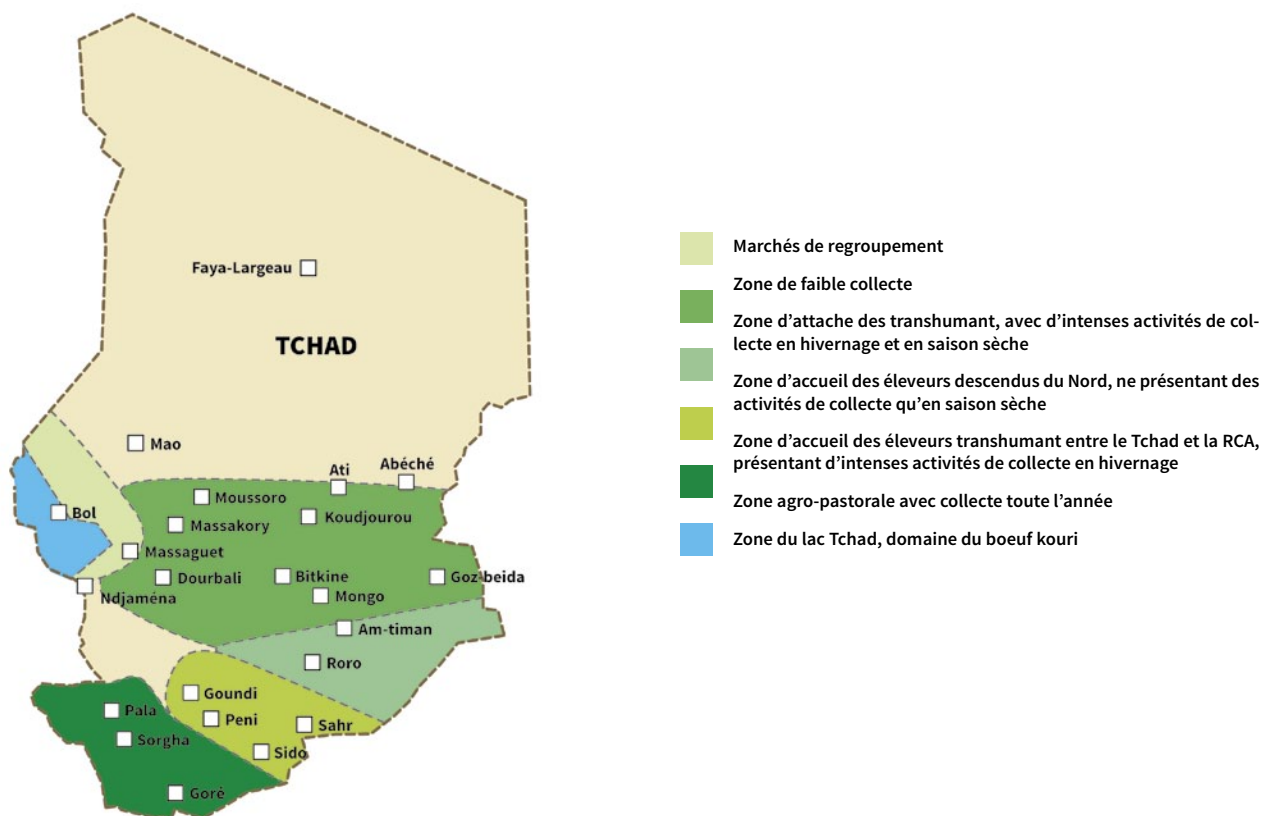 Faya-Largeau
TCHAD
Mao
Ati
Abéché
Moussoro
Bol
Massakory
Koudjourou
Massaguet
Dourbali
Bitkine
Goz-beida
Ndjaména
Mongo
Am-timan
Roro
Goundi
Pala
Peni
Sahr
Sorgha
Sido
Goré
Marchés de regroupement
Zone de faible collecte
Zone d’attache des transhumant, avec d’intenses activités de col-
lecte en hivernage et en saison sèche
Zone d’accueil des éleveurs descendus du Nord, ne présentant des
activités de collecte qu’en saison sèche
Zone d’accueil des éleveurs transhumant entre le Tchad et la RCA,
présentant d’intenses activités de collecte en hivernage
Zone agro-pastorale avec collecte toute l’année
Zone du lac Tchad, domaine du boeuf kouri